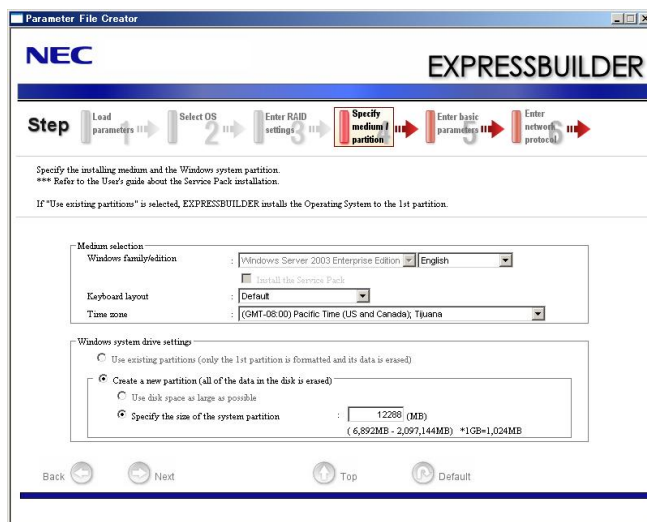 Parameter File Creator
NEC
EXPRESSBUILDER
Step
Load parameters 1
Select OS 2
Enter RAID settings 3
Specify medium / partition 4
Enter basic parameters 5
Enter network protocol 6
Specify the installing medium and the Windows system partition.
*** Refer to the User's guide about the Service Pack installation.
If "Use existing partitions" is selected, EXPRESSBUILDER installs the Operating System to the 1st partition.
Medium selection
Windows family/edition : Windows Server 2003 Enterprise Edition English
Install the Service Pack
Keyboard layout : Default
Time zone : (GMT-08:00) Pacific Time (US and Canada); Tijuana
Windows system drive settings
Use existing partitions (only the 1st partition is formatted and its data is erased)
Create a new partition (all of the data in the disk is erased)
Use disk space as large as possible
Specify the size of the system partition : 12288 (MB)
( 6,892MB - 2,097,144MB) *1GB=1,024MB
Back Next Top Default